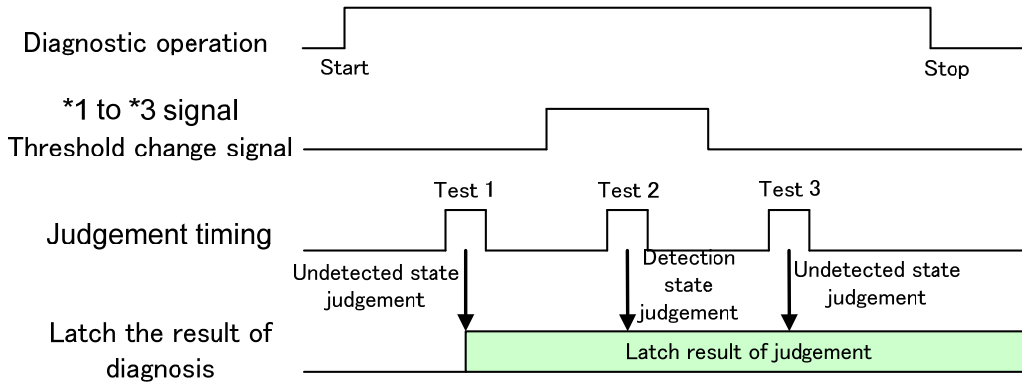 Diagnostic operation
Start
Stop
*1 to *3 signal
Threshold change signal
Test 1
Test 2
Test 3
Judgement timing
Undetected state
judgement
Detection
state
judgement
Undetected state
judgement
Latch the result of
diagnosis
Latch result of judgement